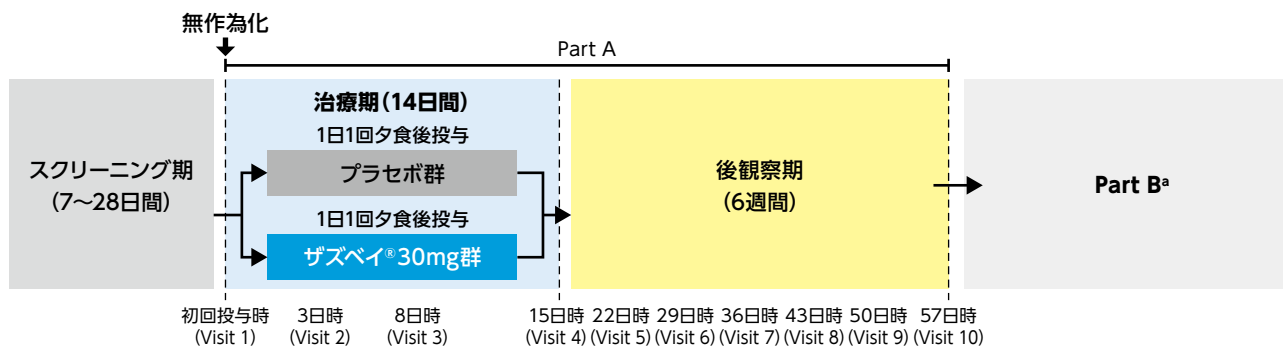 無作為化
Part A
スクリーニング期
(7〜28日間)
治療期(14日間)
1日1回夕食後投与
プラセボ群
1日1回夕食後投与
ザズベイ®30mg群
後観察期
(6週間)
Part Bª
初回投与時 3日時 8日時 15日時 22日時 29日時 36日時 43日時 50日時 57日時
(Visit 1) (Visit 2) (Visit 3) (Visit 4) (Visit 5) (Visit 6) (Visit 7) (Visit 8) (Visit 9) (Visit 10)